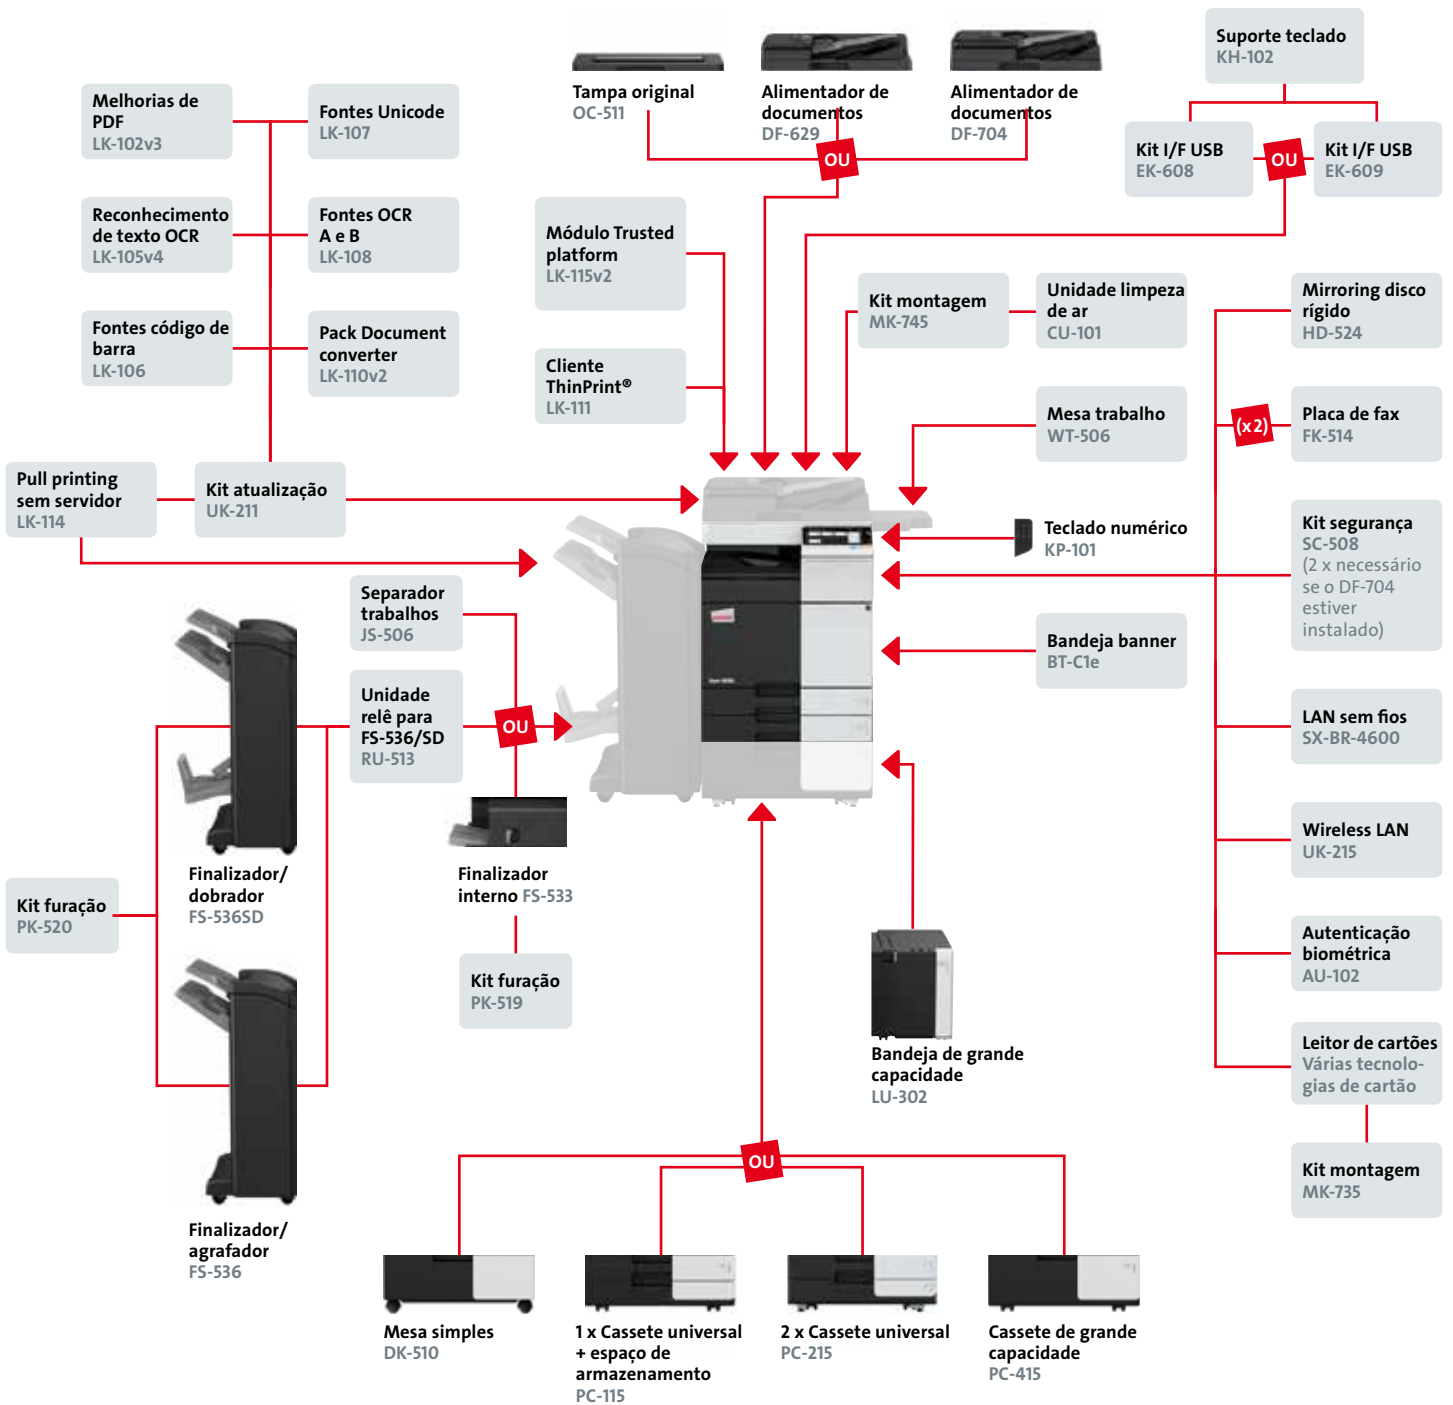 Suporte teclado
KH-102
Tampa original
OC-511
Alimentador de
documentos
DF-629
Alimentador de
documentos
DF-704
OU
Kit I/F USB
EK-608
OU
Kit I/F USB
EK-609
Melhorias de
PDF
LK-102v3
Fontes Unicode
LK-107
Reconhecimento
de texto OCR
LK-105v4
Fontes OCR
A e B
LK-108
Fontes código de
barra
LK-106
Pack Document
converter
LK-110v2
Módulo Trusted
platform
LK-115v2
Cliente
ThinPrint®
LK-111
Kit montagem
MK-745
Unidade limpeza
de ar
CU-101
Mirroring disco
rígido
HD-524
Mesa trabalho
WT-506
(x2)
Placa de fax
FK-514
Pull printing
sem servidor
LK-114
Kit atualização
UK-211
Teclado numérico
KP-101
Kit segurança
SC-508
(2 x necessário
se o DF-704
estiver
instalado)
Separador
trabalhos
JS-506
Unidade
relê para
FS-536/SD
RU-513
OU
Bandeja banner
BT-C1e
LAN sem fios
SX-BR-4600
Wireless LAN
UK-215
Finalizador/
dobrador
FS-536SD
Finalizador
interno FS-533
Kit furação
PK-520
Kit furação
PK-519
Autenticação
biométrica
AU-102
Bandeja de grande
capacidade
LU-302
Leitor de cartões
Várias tecnolo-
gias de cartão
Kit montagem
MK-735
Finalizador/
agrafador
FS-536
OU
Mesa simples
DK-510
1 x Cassete universal
+ espaço de
armazenamento
PC-115
2 x Cassete universal
PC-215
Cassete de grande
capacidade
PC-415